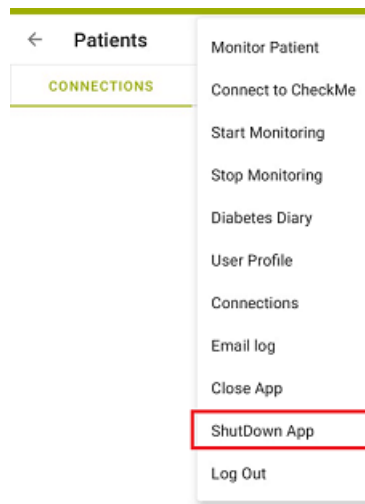 Patients
CONNECTIONS
Monitor Patient
Connect to CheckMe
Start Monitoring
Stop Monitoring
Diabetes Diary
User Profile
Connections
Email log
Close App
ShutDown App
Log Out